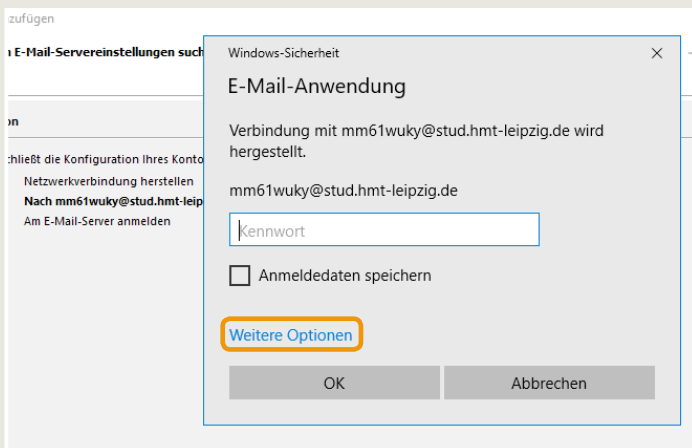 zufügen
E-Mail-Servereinstellungen such
on
Windows-Sicherheit
E-Mail-Anwendung
Verbindung mit mm61wuky@stud.hmt-leipzig.de wird
hergestellt.
mm61wuky@stud.hmt-leipzig.de
Kennwort
Anmeldedaten speichern
Weitere Optionen
OK Abbrechen
hließt die Konfiguration Ihres Konto
Netzwerkverbindung herstellen
Nach mm61wuky@stud.hmt-leip
Am E-Mail-Server anmelden